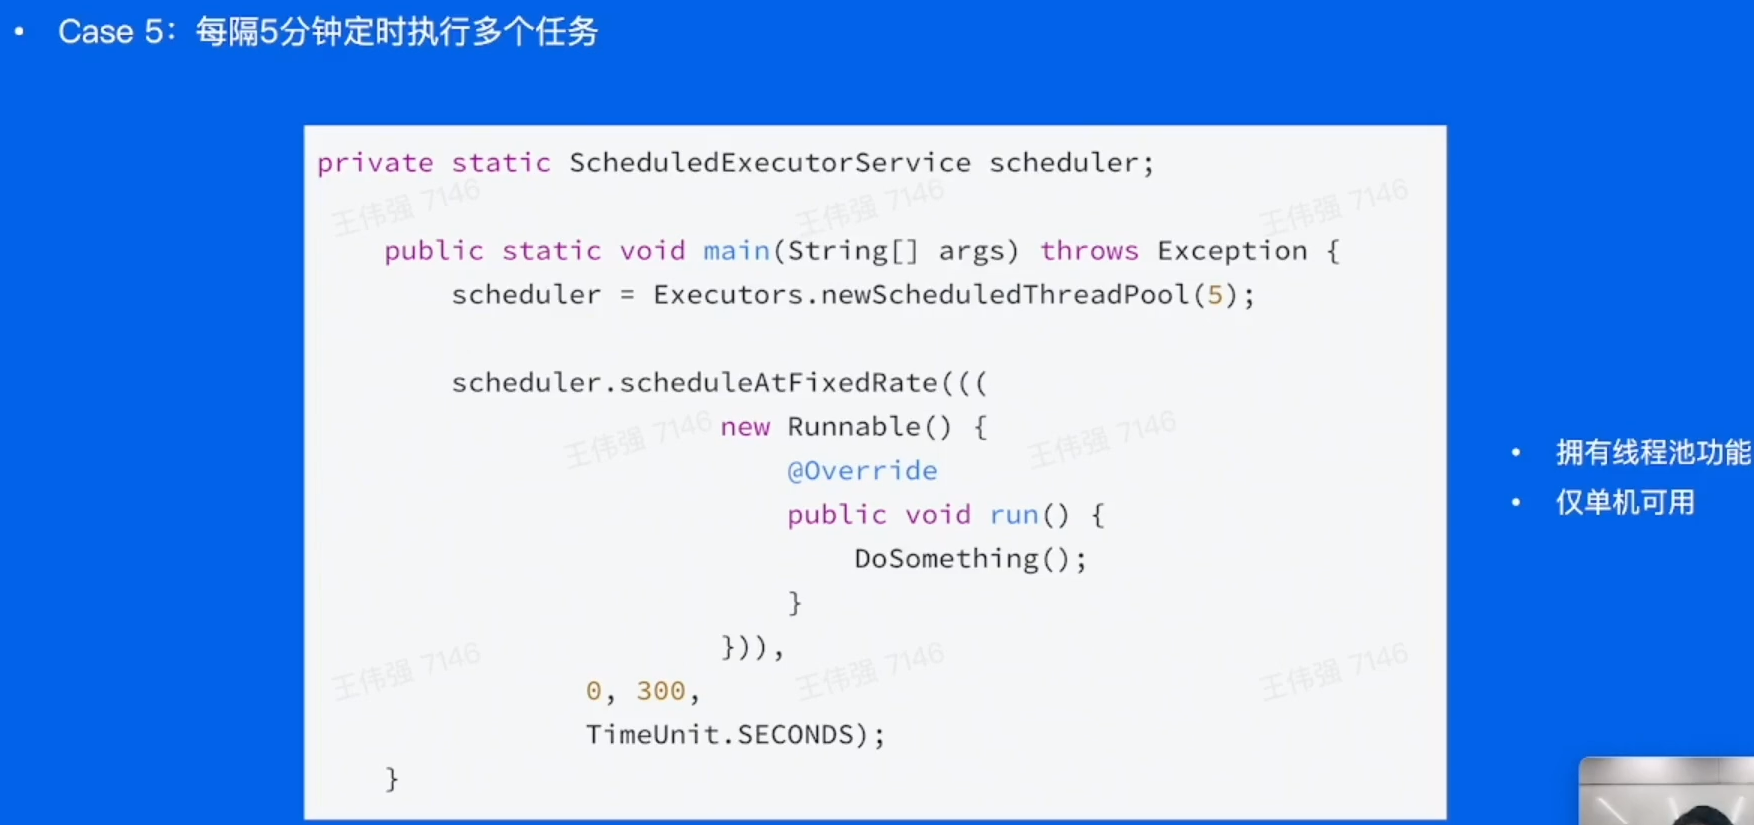 • Case 5：每隔5分钟定时执行多个任务
private static ScheduledExecutorService scheduler;
王伟强 7146 王伟强 7146 王伟强 7146
public static void main(String[] args) throws Exception {
scheduler = Executors.newScheduledThreadPool(5);
scheduler.scheduleAtFixedRate(((
王伟强 7146 王伟强 7146
new Runnable() {
@Override
public void run() {
DoSomething();
}
})),
王伟强 7146 王伟强 7146 王伟强 7146
0, 300,
TimeUnit.SECONDS);
}
• 拥有线程池功能
• 仅单机可用